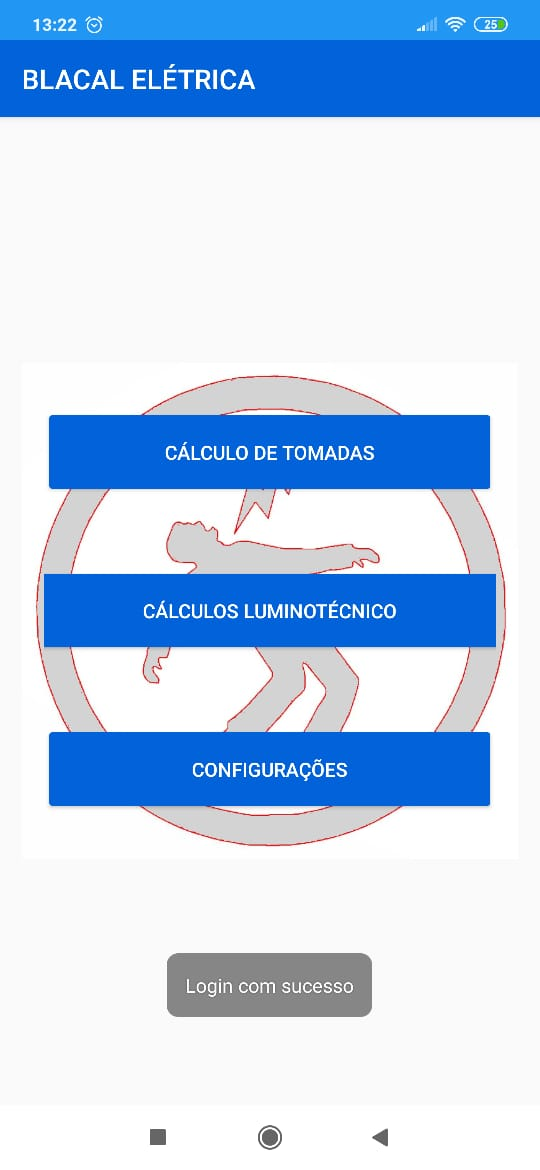 13:22
25
BLACAL ELÉTRICA
CÁLCULO DE TOMADAS
CÁLCULOS LUMINOTÉCNICO
CONFIGURAÇÕES
Login com sucesso